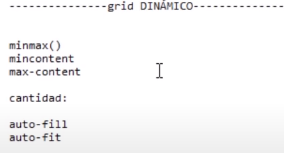 ---------------grid DINÁMICO--------------
minmax()
mincontent
max-content
cantidad:
auto-fill
auto-fit